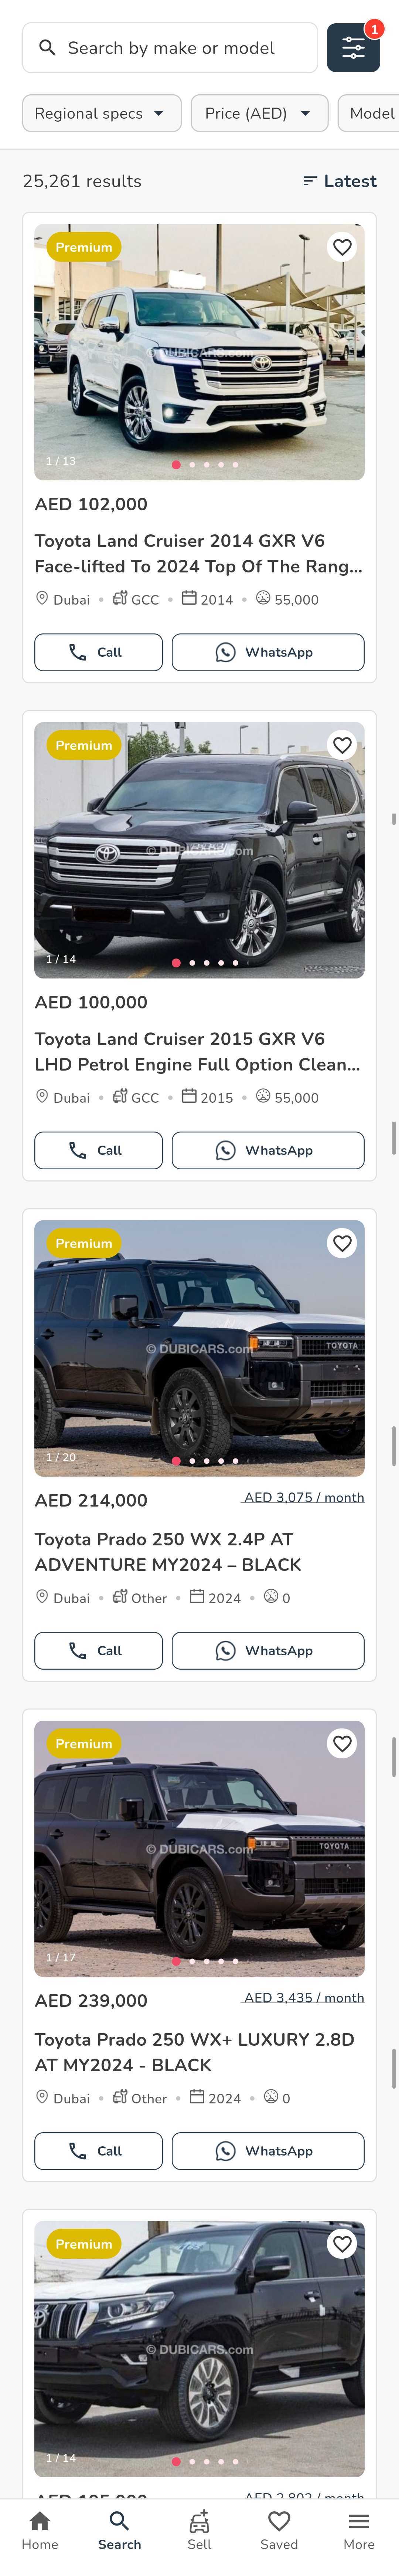 Search by make or model
1
Regional specs
Price (AED)
Model
25,261 results
Latest
Premium
© DUBICARS.com
1 / 13
AED 102,000
Toyota Land Cruiser 2014 GXR V6
Face-lifted To 2024 Top Of The Rang...
Dubai • GCC • 2014 • 55,000
Call
WhatsApp
Premium
© DUBICARS.com
1 / 14
AED 100,000
Toyota Land Cruiser 2015 GXR V6
LHD Petrol Engine Full Option Clean...
Dubai • GCC • 2015 • 55,000
Call
WhatsApp
Premium
© DUBICARS.com
TOYOTA
1 / 20
AED 214,000
AED 3,075 / month
Toyota Prado 250 WX 2.4P AT
ADVENTURE MY2024 – BLACK
Dubai • Other • 2024 • 0
Call
WhatsApp
Premium
© DUBICARS.com
TOYOTA
1 / 17
AED 239,000
AED 3,435 / month
Toyota Prado 250 WX+ LUXURY 2.8D
AT MY2024 - BLACK
Dubai • Other • 2024 • 0
Call
WhatsApp
Premium
© DUBICARS.com
1 / 14
Home
Search
Sell
Saved
More